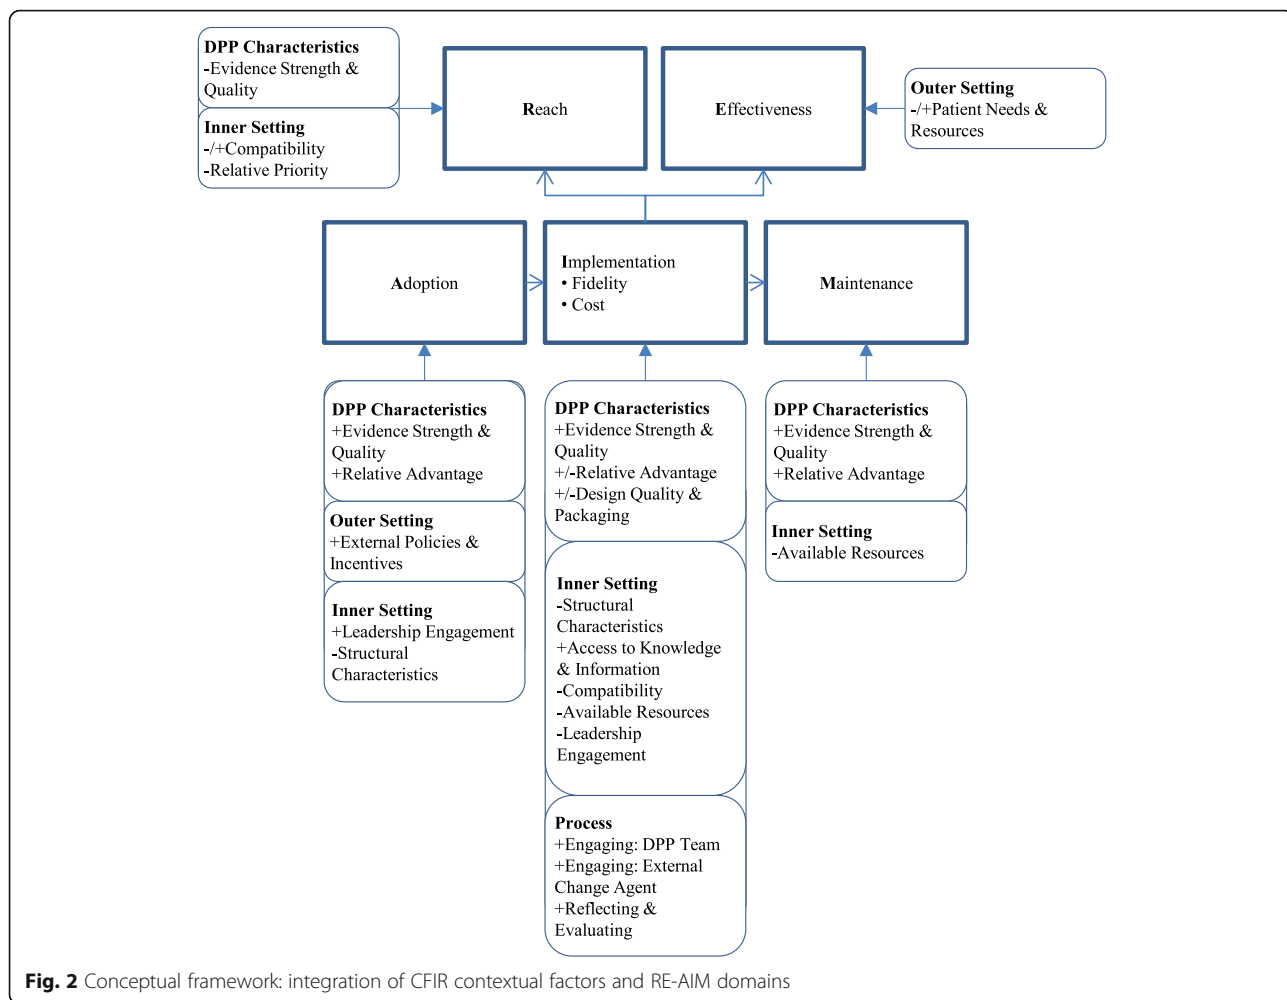 DPP Characteristics
-Evidence Strength &
Quality
Inner Setting
-/+Compatibility
-Relative Priority
Reach
Effectiveness
Outer Setting
-/+Patient Needs &
Resources
Adoption
Implementation
• Fidelity
• Cost
Maintenance
DPP Characteristics
+Evidence Strength &
Quality
+Relative Advantage
Outer Setting
+External Policies &
Incentives
Inner Setting
+Leadership Engagement
-Structural
Characteristics
DPP Characteristics
+Evidence Strength &
Quality
+/-Relative Advantage
+/-Design Quality &
Packaging
Inner Setting
-Structural
Characteristics
+Access to Knowledge
& Information
-Compatibility
-Available Resources
-Leadership
Engagement
Process
+Engaging: DPP Team
+Engaging: External
Change Agent
+Reflecting &
Evaluating
DPP Characteristics
+Evidence Strength &
Quality
+Relative Advantage
Inner Setting
-Available Resources
Fig. 2 Conceptual framework: integration of CFIR contextual factors and RE-AIM domains